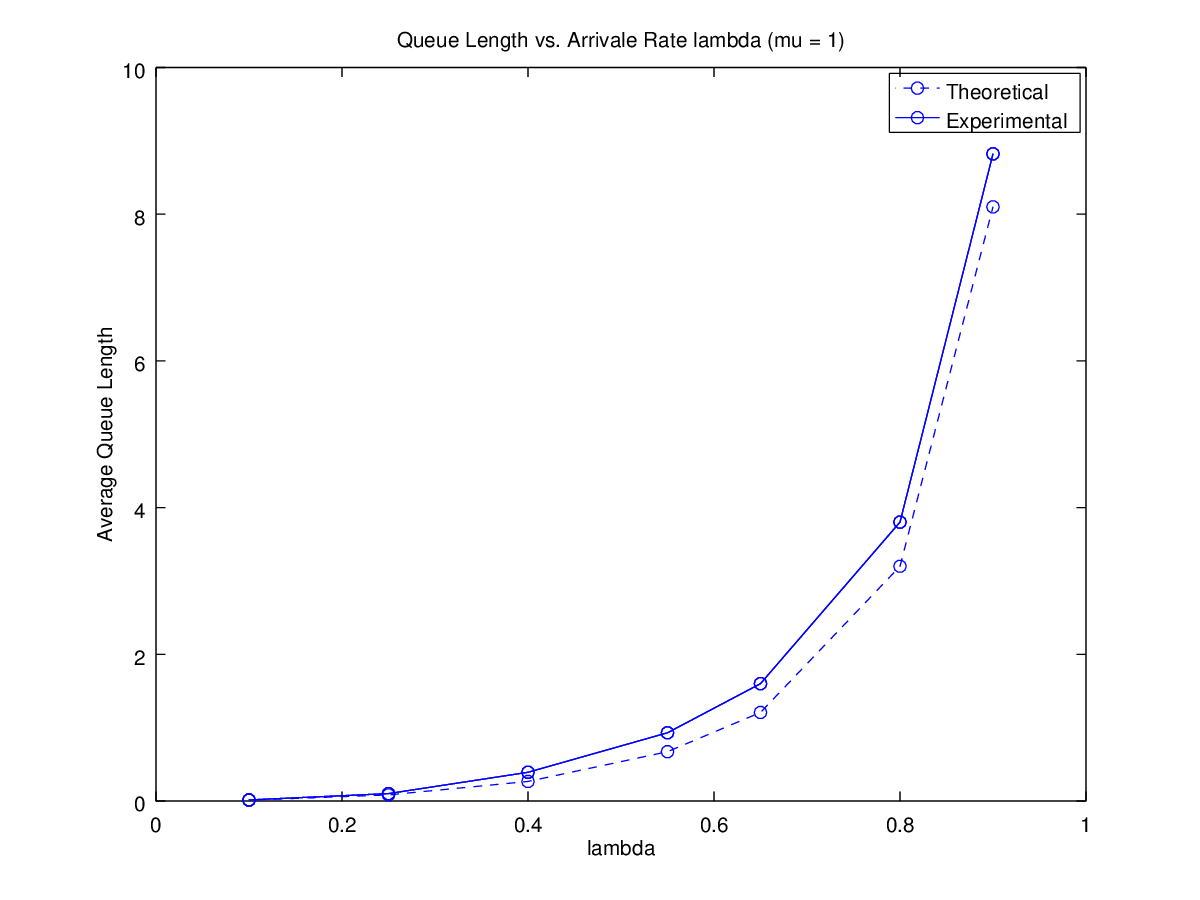 Queue Length vs. Arrivale Rate lambda (mu = 1)
10
8
6
4
2
0
Average Queue Length
Theoretical
Experimental
0 0.2 0.4 0.6 0.8 1
lambda